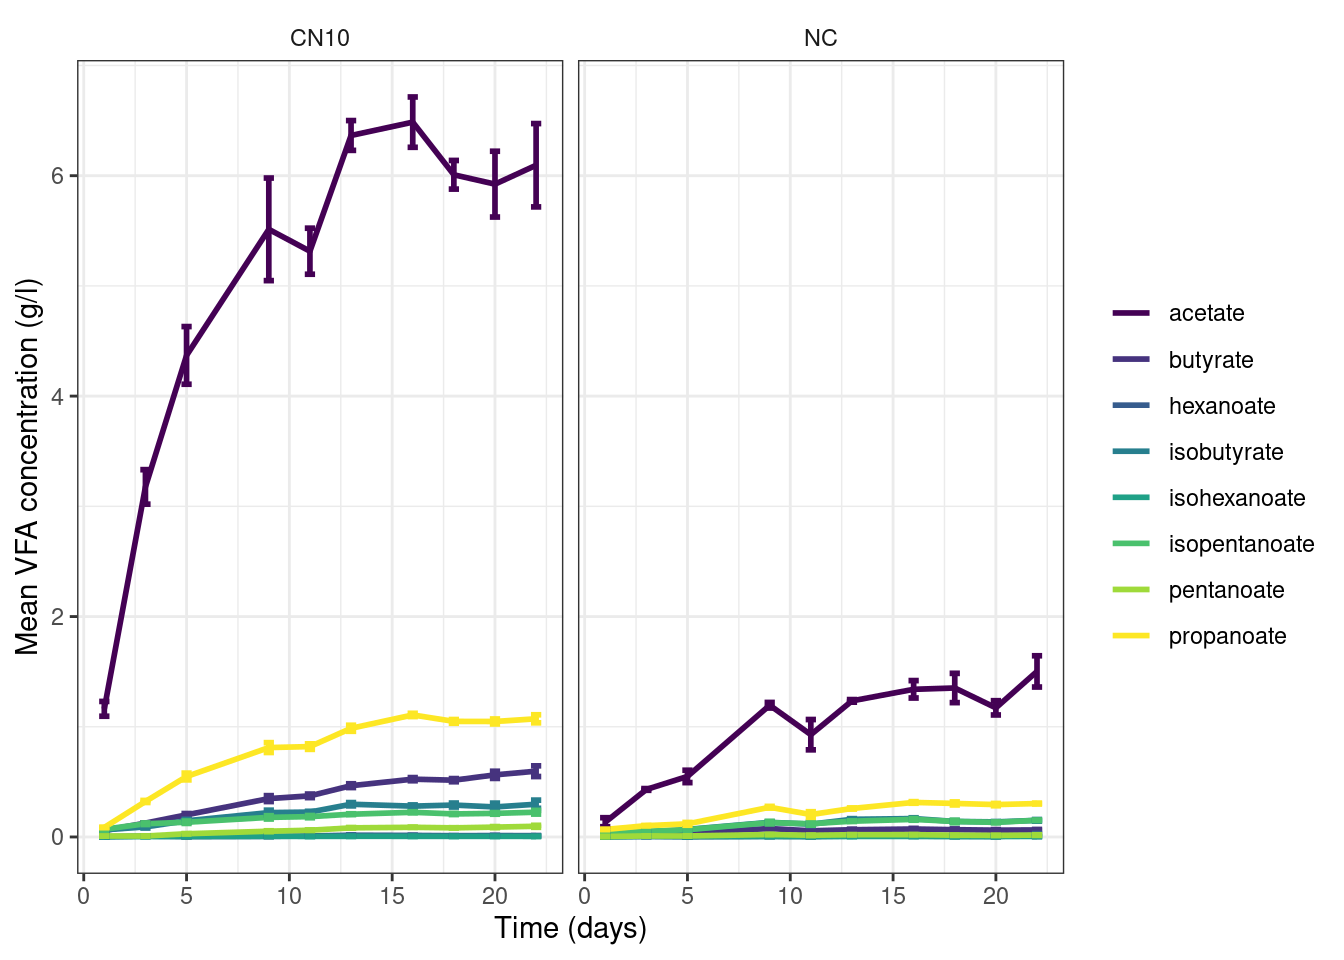 CN10 NC
Mean VFA concentration (g/l)
6
4
2
0
0 5 10 15 20 0 5 10 15 20
Time (days)
acetate
butyrate
hexanoate
isobutyrate
isohexanoate
isopentanoate
pentanoate
propanoate